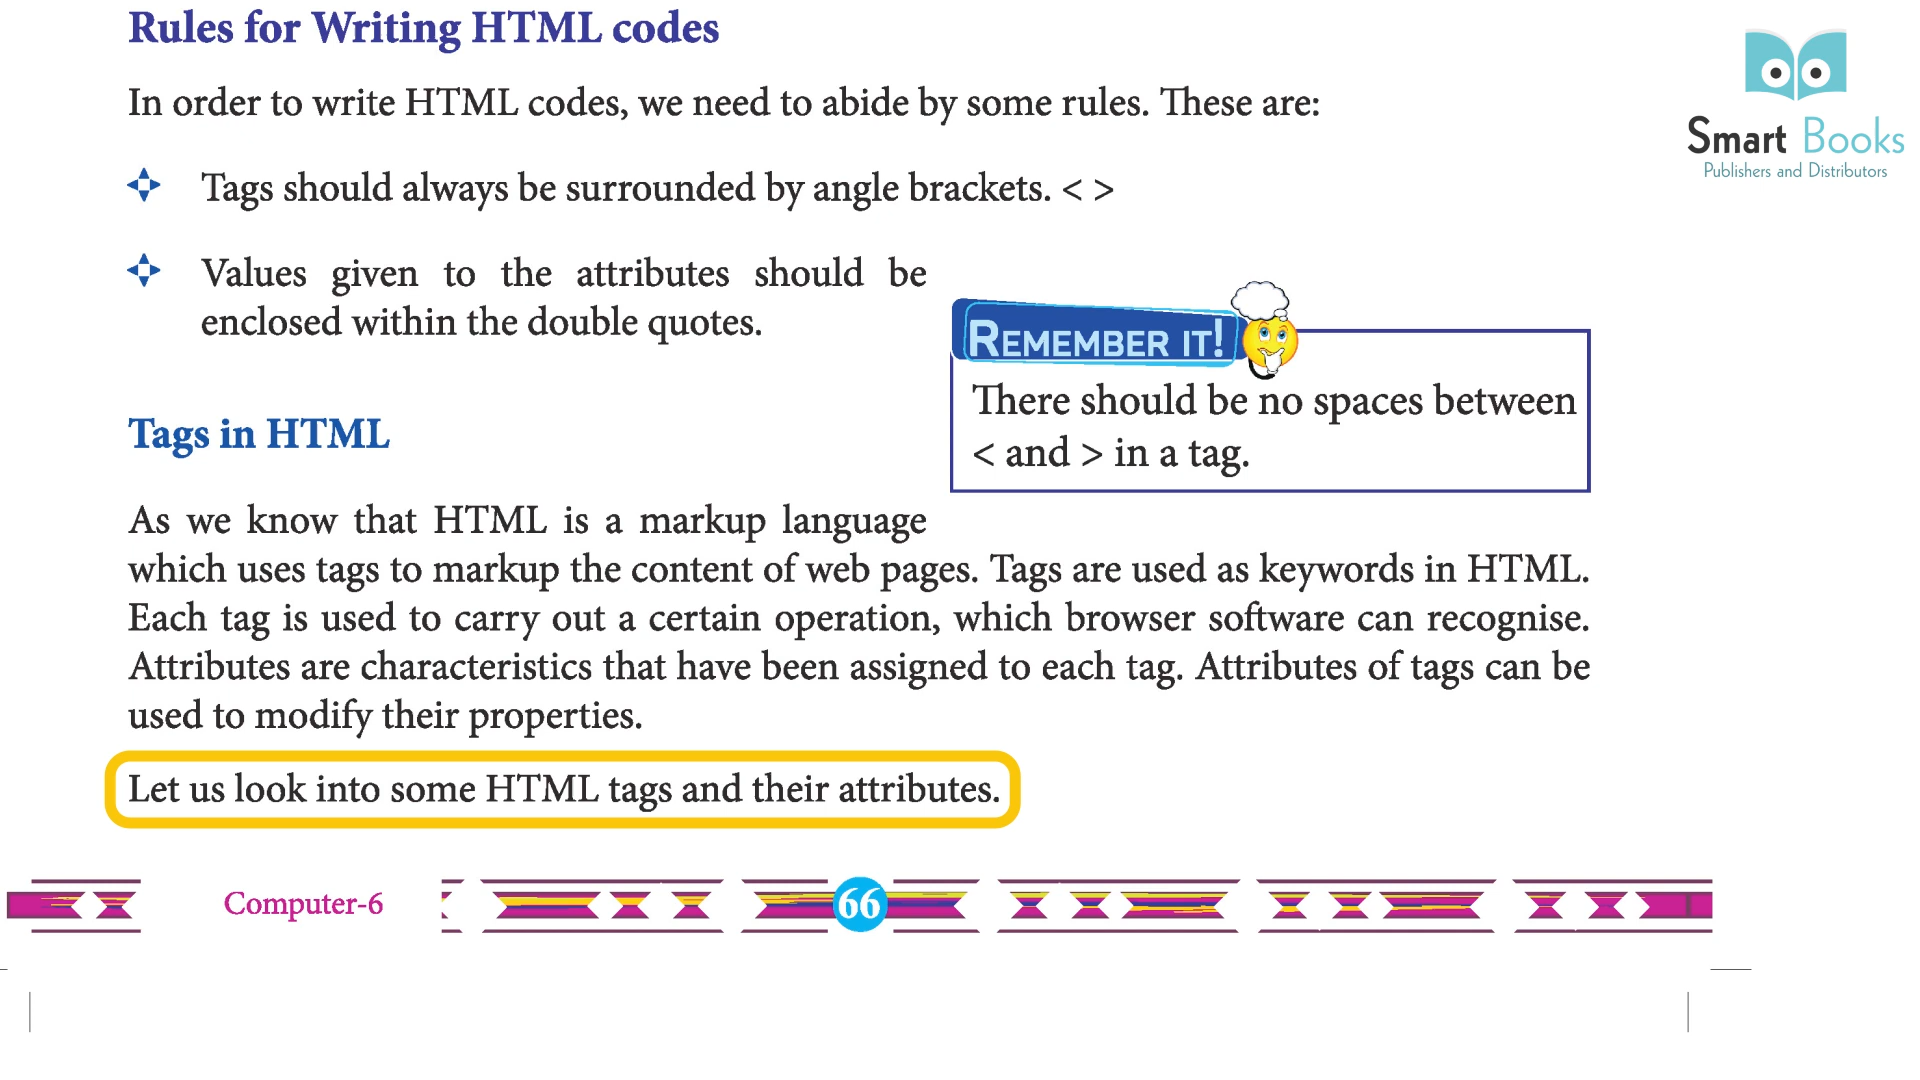 Rules for Writing HTML codes
In order to write HTML codes, we need to abide by some rules. These are:
Tags should always be surrounded by angle brackets. < >
Values given to the attributes should be
enclosed within the double quotes.
REMEMBER IT!
There should be no spaces between
< and > in a tag.
Tags in HTML
As we know that HTML is a markup language
which uses tags to markup the content of web pages. Tags are used as keywords in HTML.
Each tag is used to carry out a certain operation, which browser software can recognise.
Attributes are characteristics that have been assigned to each tag. Attributes of tags can be
used to modify their properties.
Let us look into some HTML tags and their attributes.
Computer-6
66
Smart Books
Publishers and Distributors